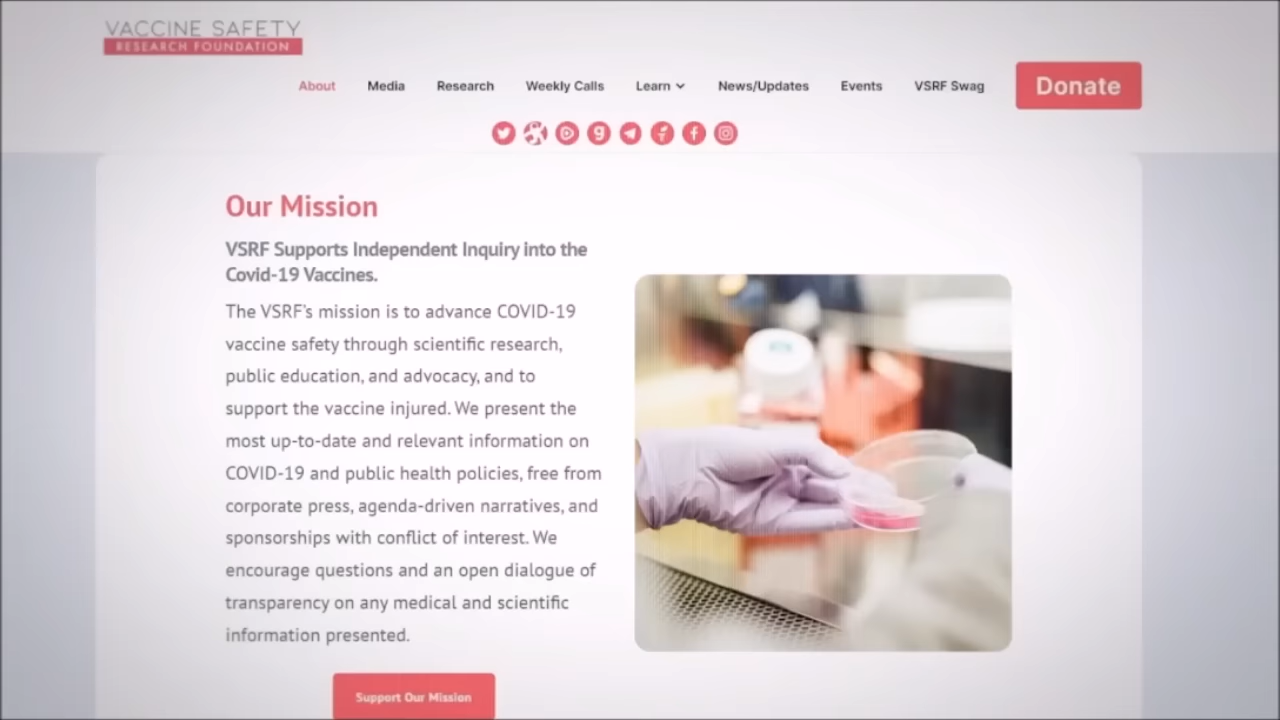 VACCINE SAFETY
RESEARCH FOUNDATION
About Media Research Weekly Calls Learn News/Updates Events VSRF Swag Donate
Our Mission
VSRF Supports Independent Inquiry into the
Covid-19 Vaccines.
The VSRF's mission is to advance COVID-19
vaccine safety through scientific research,
public education, and advocacy, and to
support the vaccine injured. We present the
most up-to-date and relevant information on
COVID-19 and public health policies, free from
corporate press, agenda-driven narratives, and
sponsorships with conflict of interest. We
encourage questions and an open dialogue of
transparency on any medical and scientific
information presented.
Support Our Mission